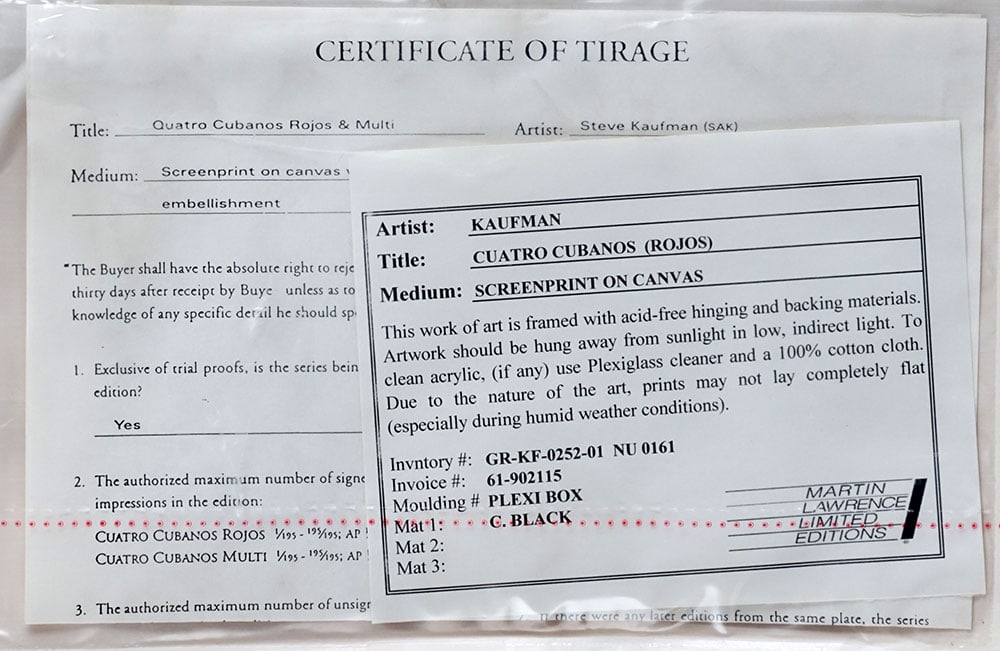 CERTIFICATE OF TIRAGE
Title: Quatro Cubanos Rojos & Multi Artist: Steve Kaufman (SAK)
Medium: Screenprint on canvas
embellishment
"The Buyer shall have the absolute right to reje
thirty days after receipt by Buye unless as to
knowledge of any specific detail he should sp
1. Exclusive of trial proofs, is the series bein
edition?
Yes
2. The authorized maximum number of signe
impressions in the edition:
CUATRO CUBANOS ROJOS 1/195 - 195/195; AP
CUATRO CUBANOS MULTI 1/195 - 195/195; AP
3. The authorized maximum number of unsign
Artist: KAUFMAN
Title: CUATRO CUBANOS (ROJOS)
Medium: SCREENPRINT ON CANVAS
This work of art is framed with acid-free hinging and backing materials.
Artwork should be hung away from sunlight in low, indirect light. To
clean acrylic, (if any) use Plexiglass cleaner and a 100% cotton cloth.
Due to the nature of the art, prints may not lay completely flat
(especially during humid weather conditions).
Invntory #: GR-KF-0252-01 NU 0161
Invoice #: 61-902115
Moulding # PLEXI BOX
Mat 1: C. BLACK
Mat 2:
Mat 3:
MARTIN
LAWRENCE
LIMITED
EDITIONS
If there were any later editions from the same plate, the series